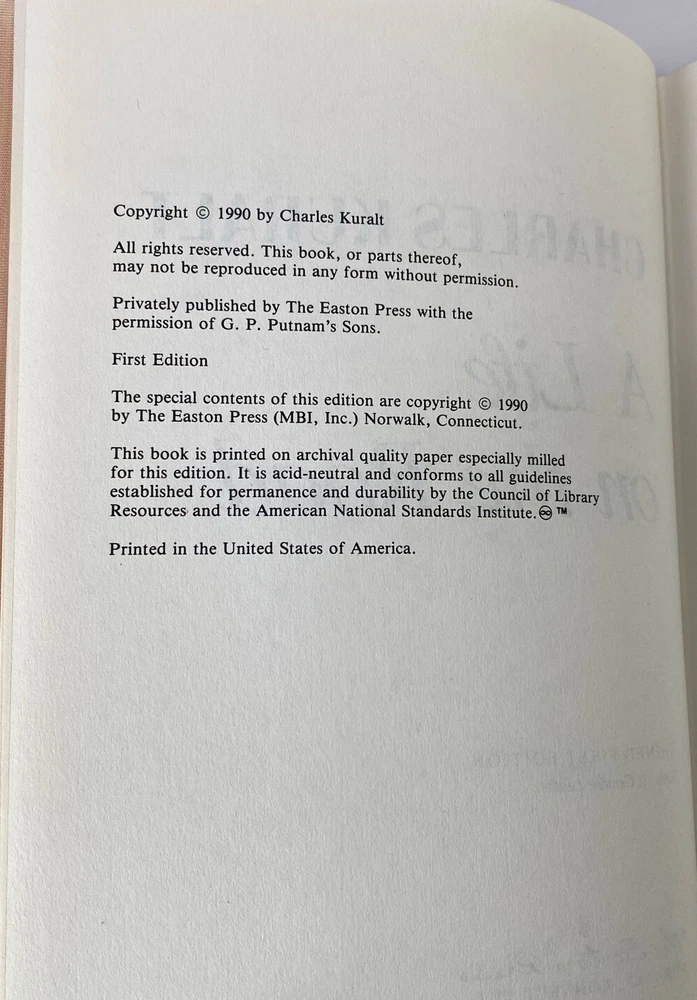 Copyright © 1990 by Charles Kuralt
All rights reserved. This book, or parts thereof,
may not be reproduced in any form without permission.
Privately published by The Easton Press with the
permission of G. P. Putnam's Sons.
First Edition
The special contents of this edition are copyright © 1990
by The Easton Press (MBI, Inc.) Norwalk, Connecticut.
This book is printed on archival quality paper especially milled
for this edition. It is acid-neutral and conforms to all guidelines
established for permanence and durability by the Council of Library
Resources and the American National Standards Institute.♾ ™
Printed in the United States of America.
CHARLES KURALT
A Life
on